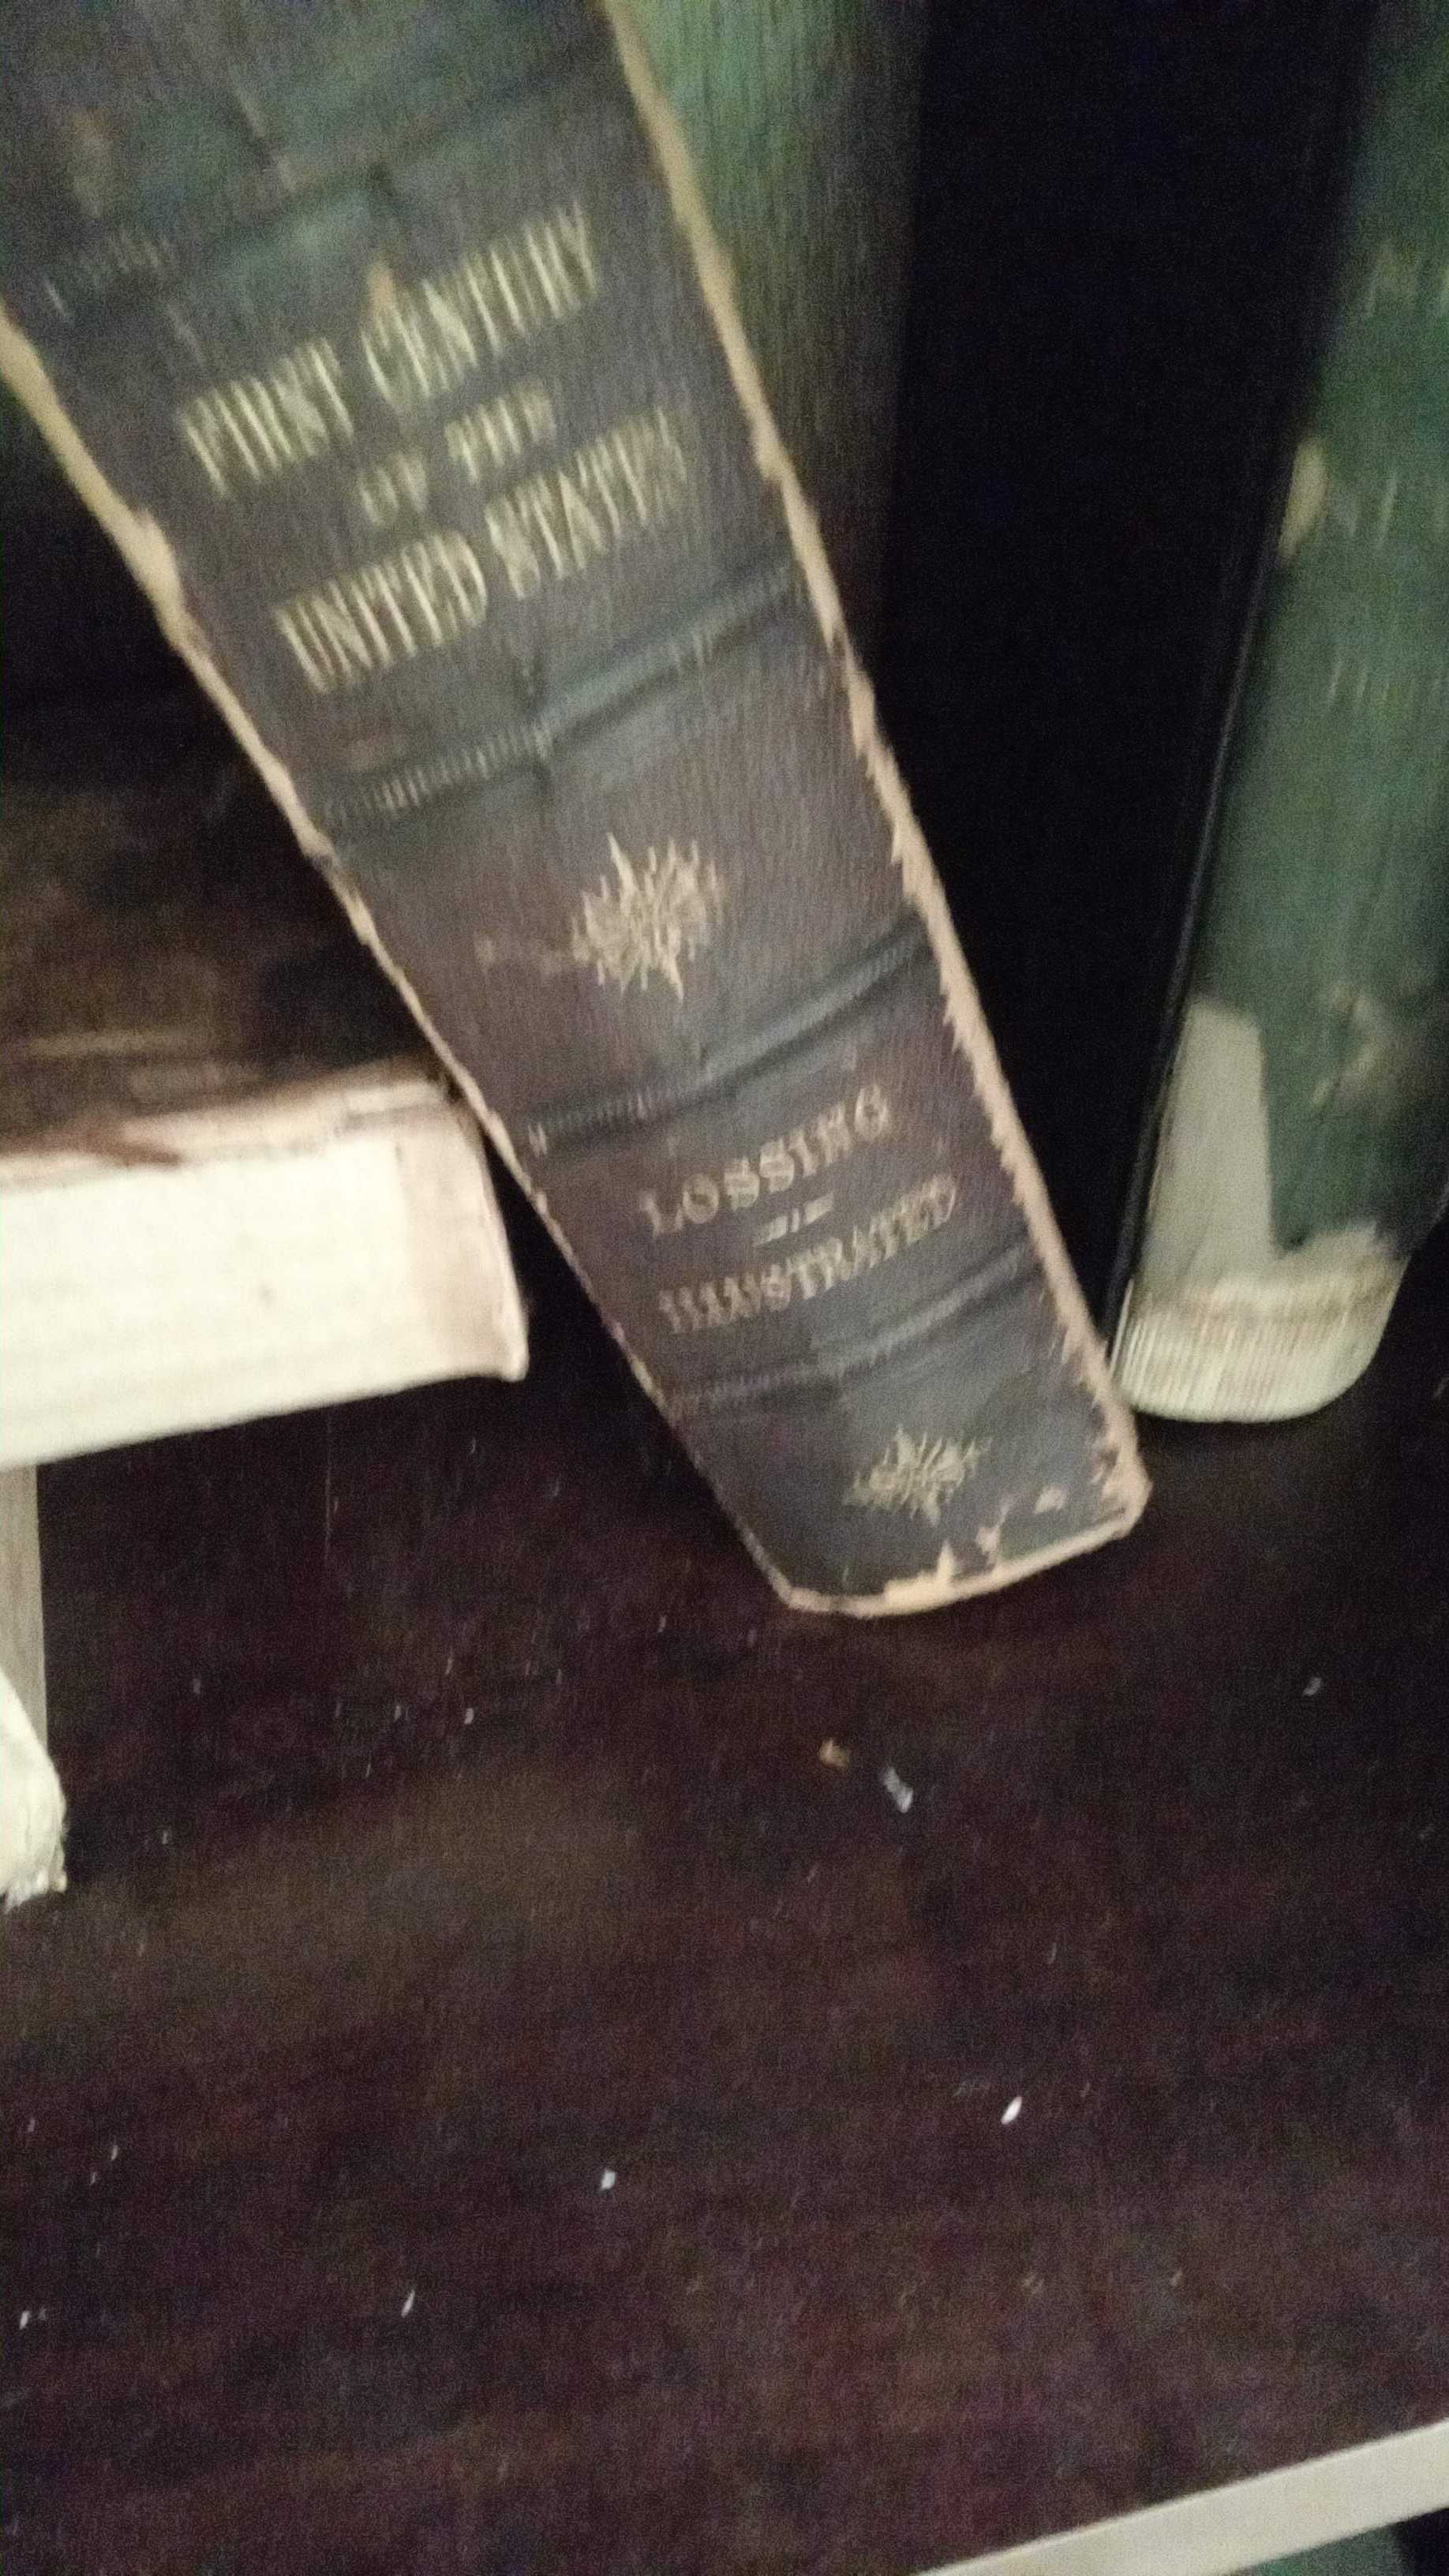 FIRST CENTURY
OF THE
UNITED STATES
LOSSING
ILLUSTRATED